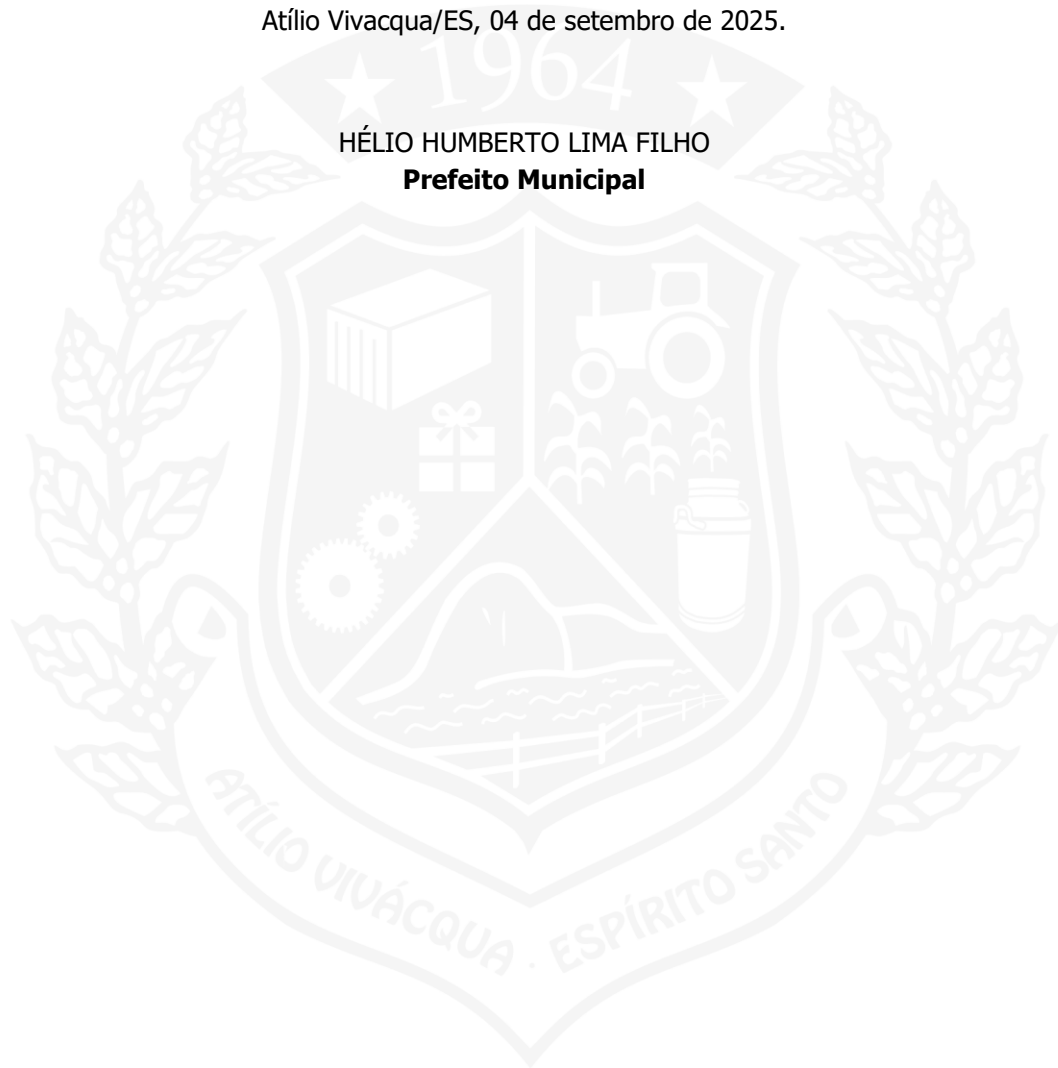 Atílio Vivacqua/ES, 04 de setembro de 2025.
1964
HÉLIO HUMBERTO LIMA FILHO
Prefeito Municipal
ATÍLIO VIVÁCQUA . ESPÍRITO SANTO